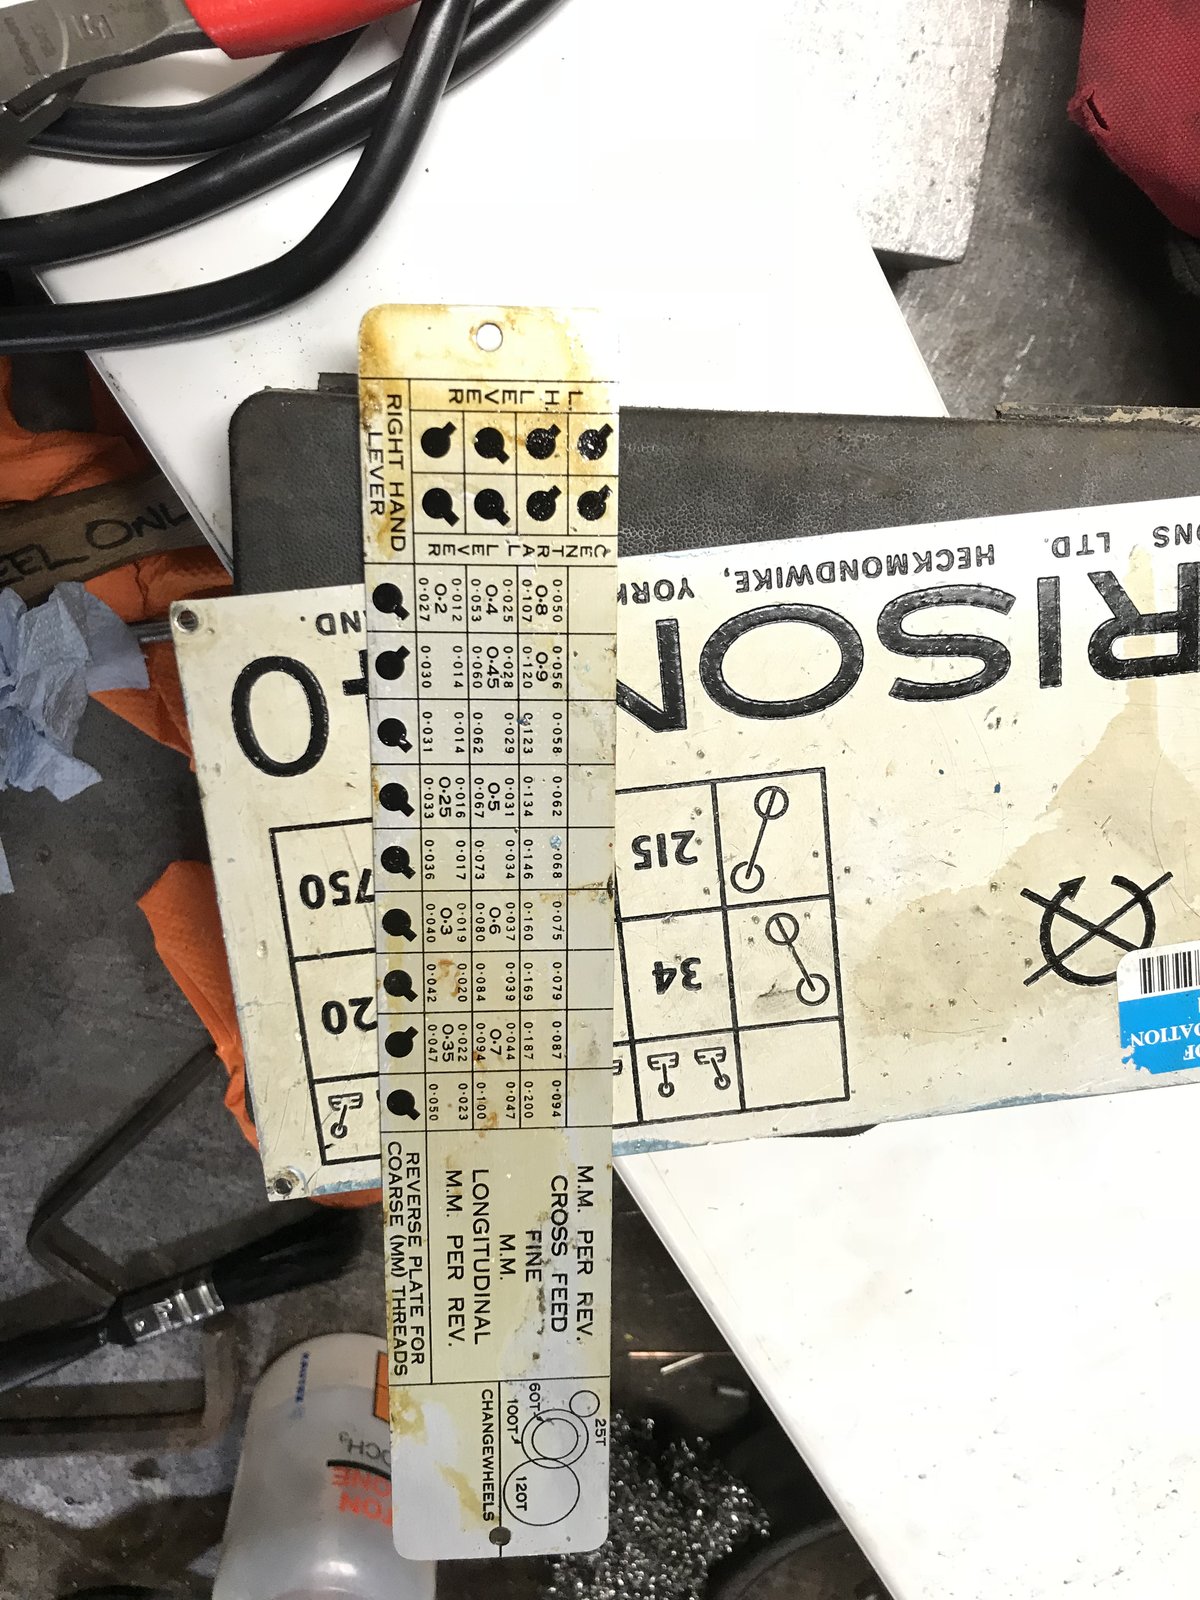 L. H. LEVER
CENTRAL LEVER
RIGHT HAND
LEVER
0·050 0·056 0·058 0·062 0·068 0·075 0·079 0·087 0·094
0·8 0·9
0·107 0·120 0·123 0·134 0·146 0·160 0·169 0·187 0·200
0·025 0·028 0·029 0·031 0·034 0·037 0·039 0·044 0·047
0·4 0·45 0·5 0·6 0·7
0·053 0·060 0·062 0·067 0·073 0·080 0·084 0·094 0·100
0·012 0·014 0·014 0·016 0·017 0·019 0·020 0·022 0·023
0·2 0·25 0·3 0·35
0·027 0·030 0·031 0·033 0·036 0·040 0·042 0·047 0·050
M.M. PER REV.
CROSS FEED
FINE
M.M.
LONGITUDINAL
M.M. PER REV.
REVERSE PLATE FOR
COARSE (MM) THREADS
25T
60T
100T
120T
CHANGEWHEELS
ONS LTD. HECKMONDWIKE, YORK
AND.
RISON
O
34 215
20 750
OF
DATION
EEL ONL